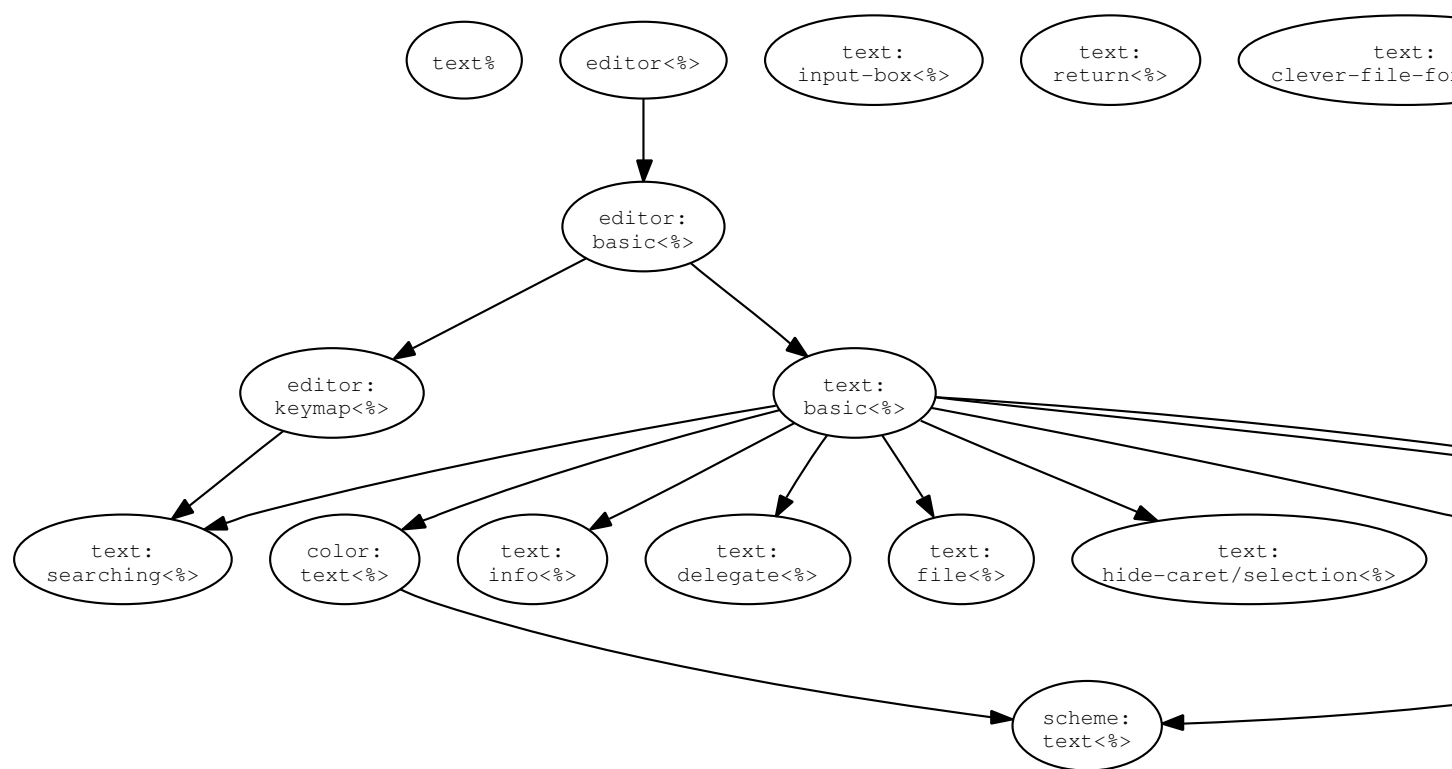 text%
editor<%>
text:
input-box<%>
text:
return<%>
text:
editor:
basic<%>
editor:
keymap<%>
text:
basic<%>
text:
searching<%>
color:
text<%>
text:
info<%>
text:
delegate<%>
text:
file<%>
text:
hide-caret/selection<%>
scheme:
text<%>